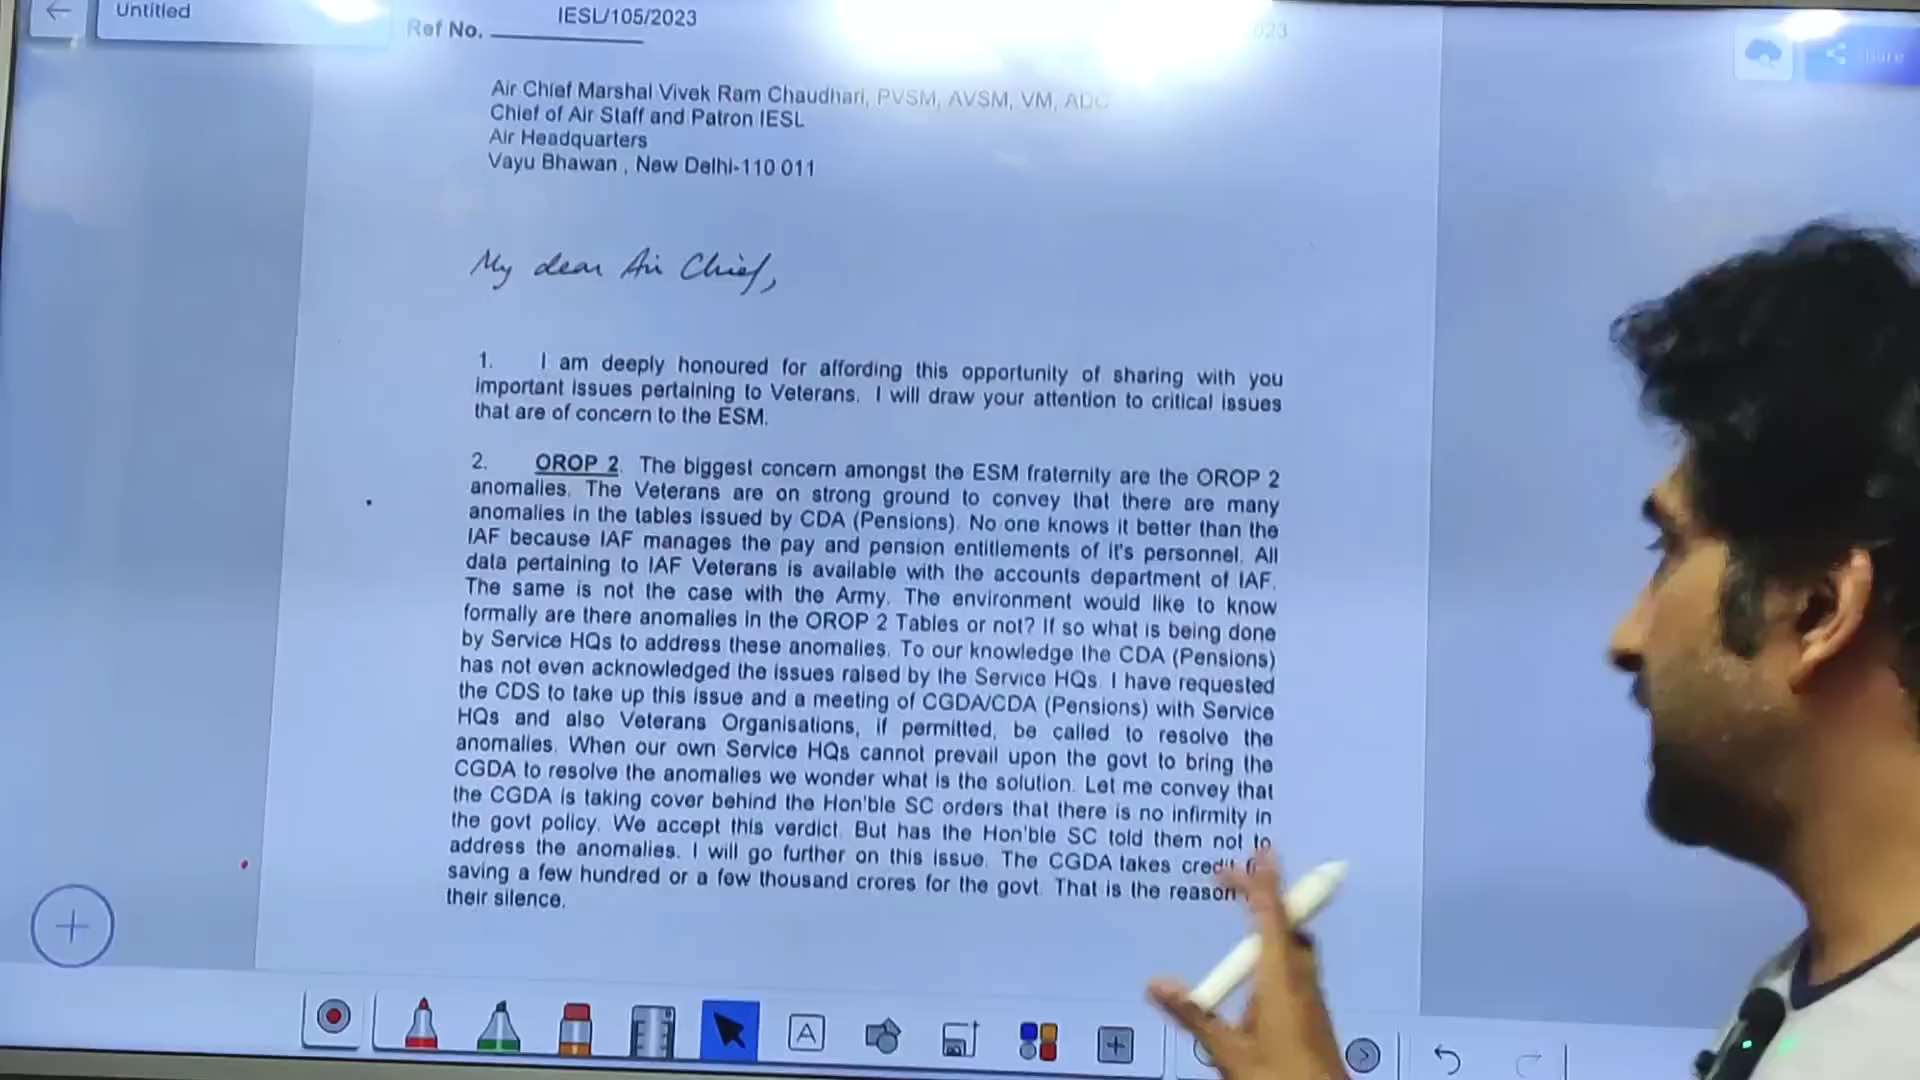 Untitled
IESL/105/2023
Ref No.
023
Share
Air Chief Marshal Vivek Ram Chaudhari, PVSM, AVSM, VM, ADC
Chief of Air Staff and Patron IESL
Air Headquarters
Vayu Bhawan , New Delhi-110 011
My dear Air Chief,
1. I am deeply honoured for affording this opportunity of sharing with you
important issues pertaining to Veterans. I will draw your attention to critical issues
that are of concern to the ESM.
2. OROP 2. The biggest concern amongst the ESM fraternity are the OROP 2
anomalies. The Veterans are on strong ground to convey that there are many
anomalies in the tables issued by CDA (Pensions). No one knows it better than the
IAF because IAF manages the pay and pension entitlements of it's personnel. All
data pertaining to IAF Veterans is available with the accounts department of IAF.
The same is not the case with the Army. The environment would like to know
formally are there anomalies in the OROP 2 Tables or not? If so what is being done
by Service HQs to address these anomalies. To our knowledge the CDA (Pensions)
has not even acknowledged the issues raised by the Service HQs. I have requested
the CDS to take up this issue and a meeting of CGDA/CDA (Pensions) with Service
HQs and also Veterans Organisations, if permitted, be called to resolve the
anomalies. When our own Service HQs cannot prevail upon the govt to bring the
CGDA to resolve the anomalies we wonder what is the solution. Let me convey that
the CGDA is taking cover behind the Hon'ble SC orders that there is no infirmity in
the govt policy. We accept this verdict. But has the Hon'ble SC told them not to
address the anomalies. I will go further on this issue. The CGDA takes credit
saving a few hundred or a few thousand crores for the govt. That is the reason
their silence.
A